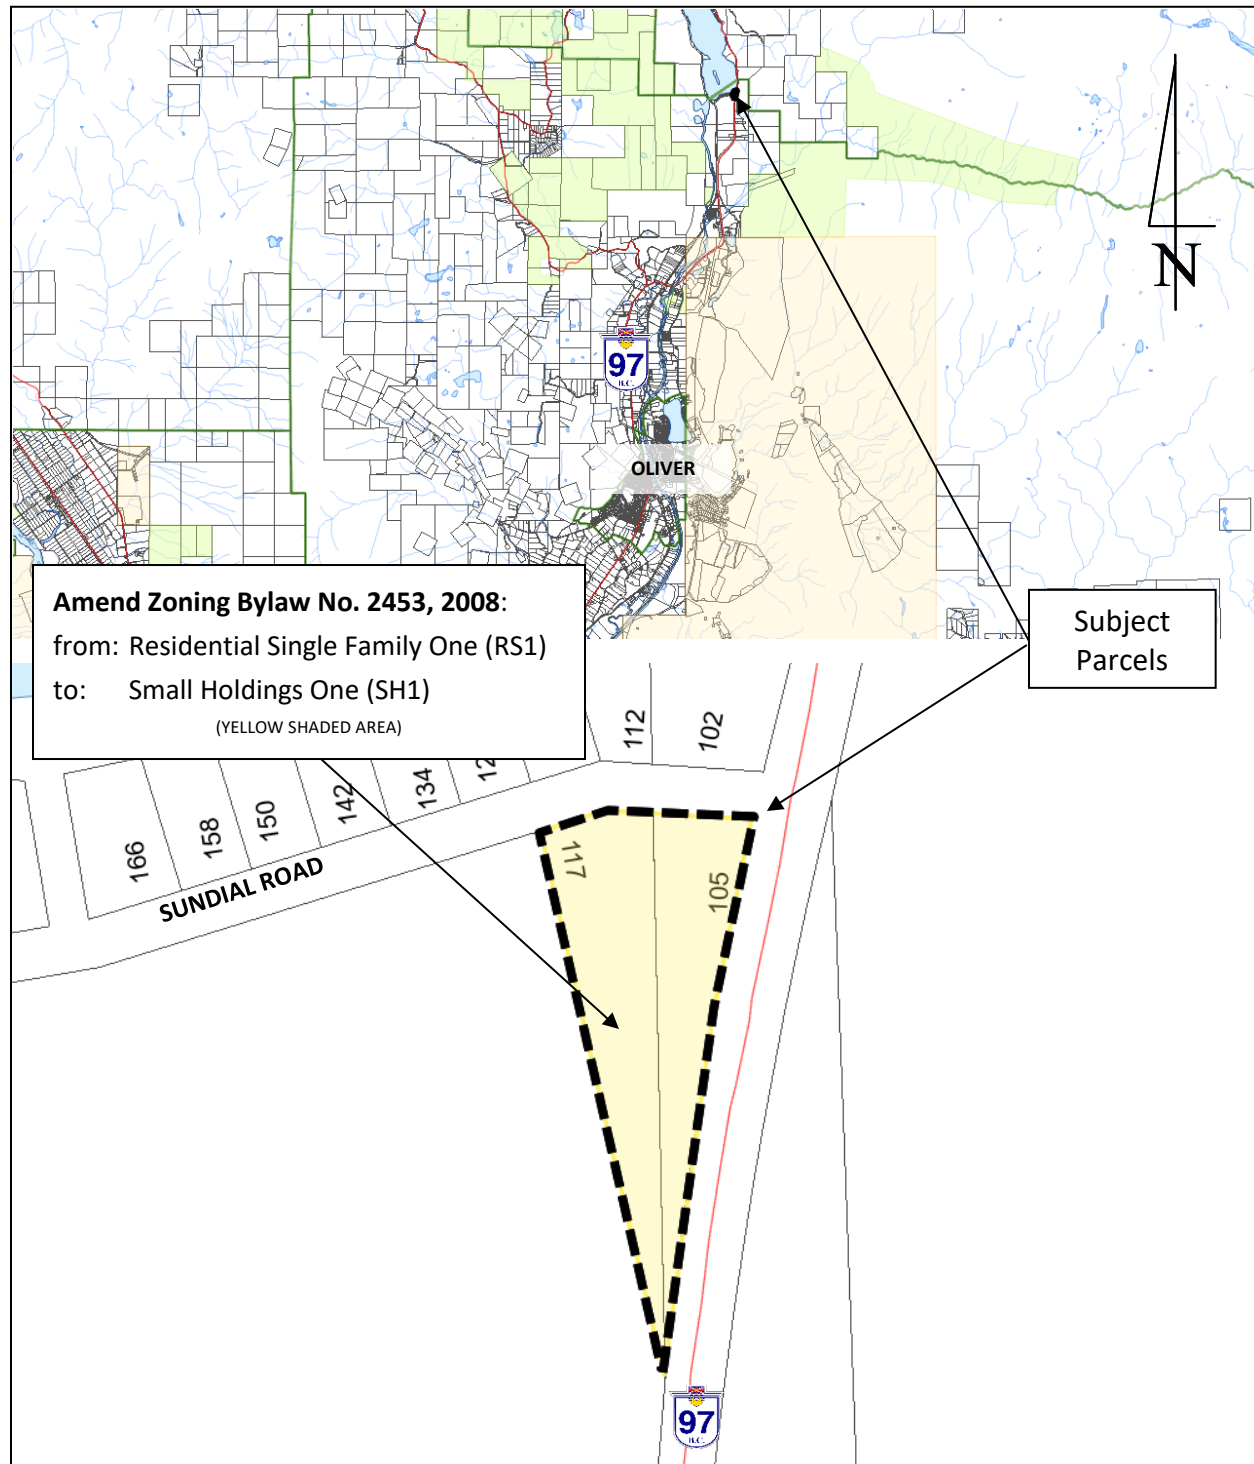 N
97
B.C.
OLIVER
Amend Zoning Bylaw No. 2453, 2008:
from: Residential Single Family One (RS1)
to: Small Holdings One (SH1)
(YELLOW SHADED AREA)
Subject
Parcels
112
102
134
142
150
158
166
117
105
SUNDIAL ROAD
97
B.C.